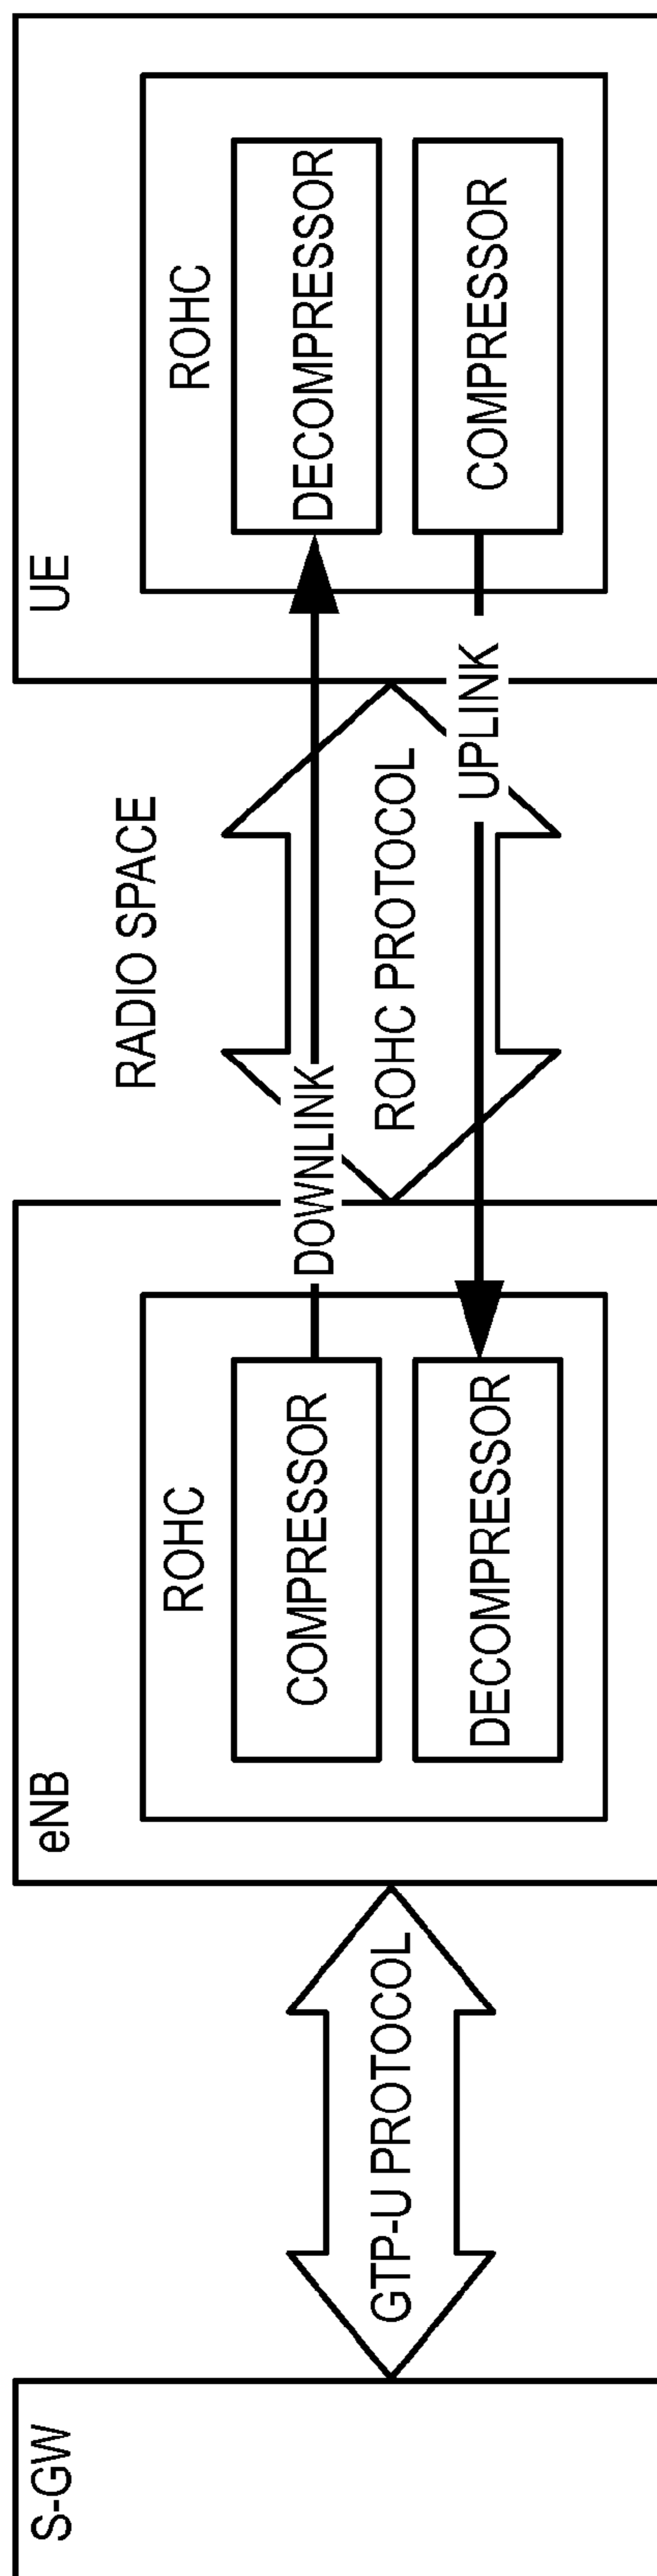 S-GW
GTP-U PROTOCOL
eNB
ROHC
COMPRESSOR
DECOMPRESSOR
RADIO SPACE
DOWNLINK
ROHC PROTOCOL
UPLINK
UE
ROHC
DECOMPRESSOR
COMPRESSOR